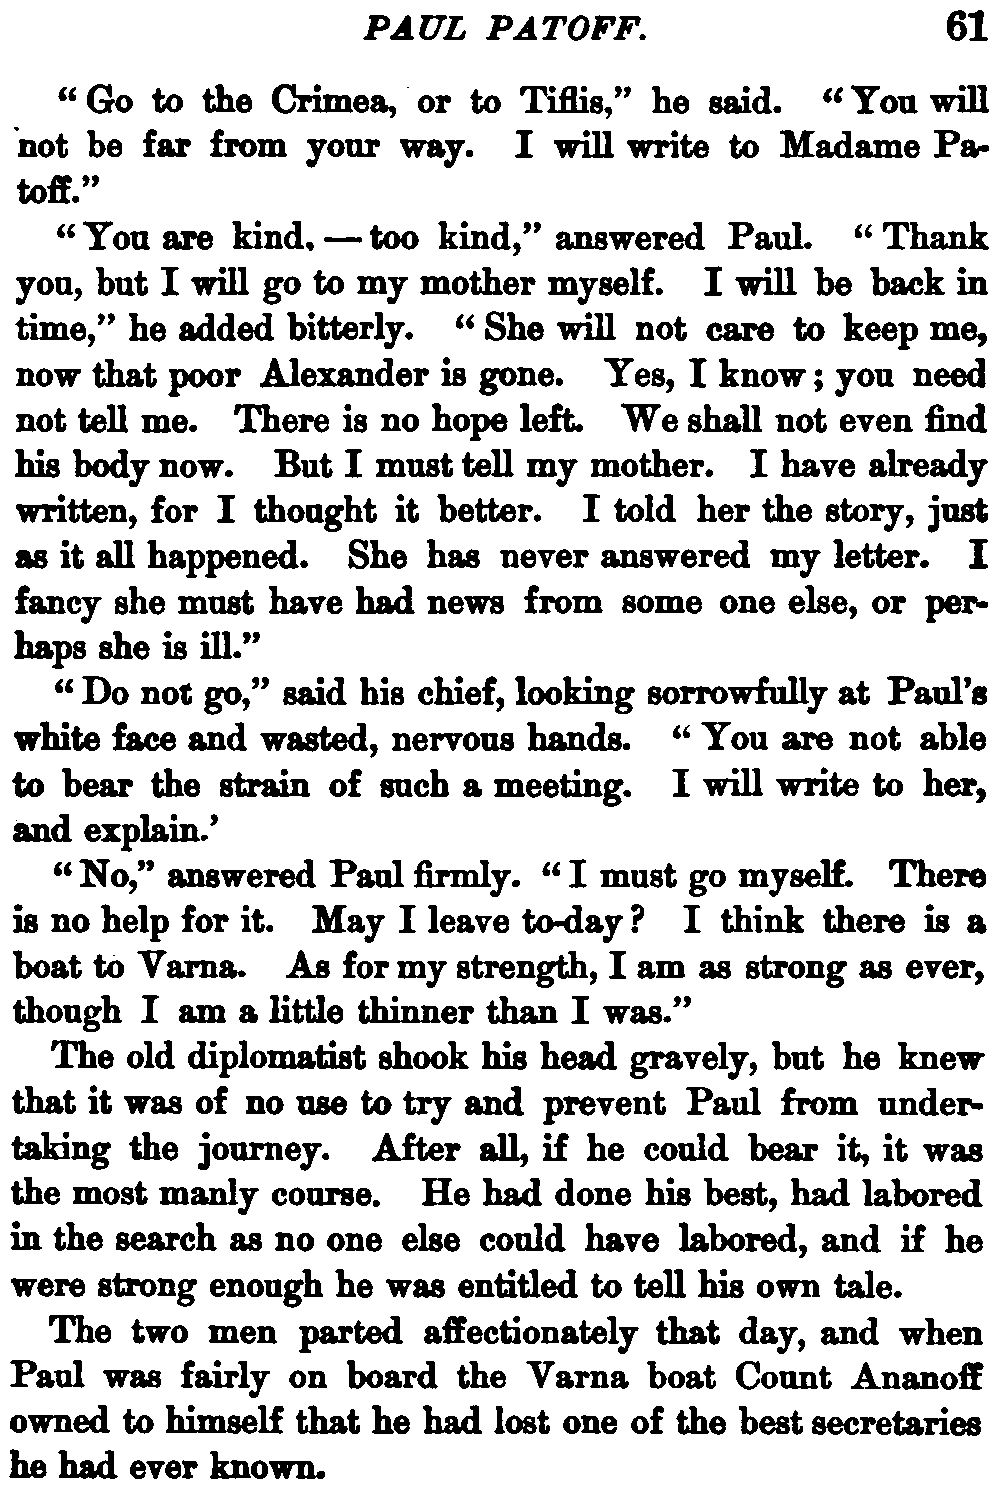 PAUL PATOFF. 61
“Go to the Crimea, or to Tiflis,” he said. “You will
not be far from your way. I will write to Madame Pa-
toff.”
“You are kind, — too kind,” answered Paul. “Thank
you, but I will go to my mother myself. I will be back in
time,” he added bitterly. “She will not care to keep me,
now that poor Alexander is gone. Yes, I know; you need
not tell me. There is no hope left. We shall not even find
his body now. But I must tell my mother. I have already
written, for I thought it better. I told her the story, just
as it all happened. She has never answered my letter. I
fancy she must have had news from some one else, or per-
haps she is ill.”
“Do not go,” said his chief, looking sorrowfully at Paul’s
white face and wasted, nervous hands. “You are not able
to bear the strain of such a meeting. I will write to her,
and explain.’
“No,” answered Paul firmly. “I must go myself. There
is no help for it. May I leave to-day? I think there is a
boat to Varna. As for my strength, I am as strong as ever,
though I am a little thinner than I was.”
The old diplomatist shook his head gravely, but he knew
that it was of no use to try and prevent Paul from under-
taking the journey. After all, if he could bear it, it was
the most manly course. He had done his best, had labored
in the search as no one else could have labored, and if he
were strong enough he was entitled to tell his own tale.
The two men parted affectionately that day, and when
Paul was fairly on board the Varna boat Count Ananoff
owned to himself that he had lost one of the best secretaries
he had ever known.